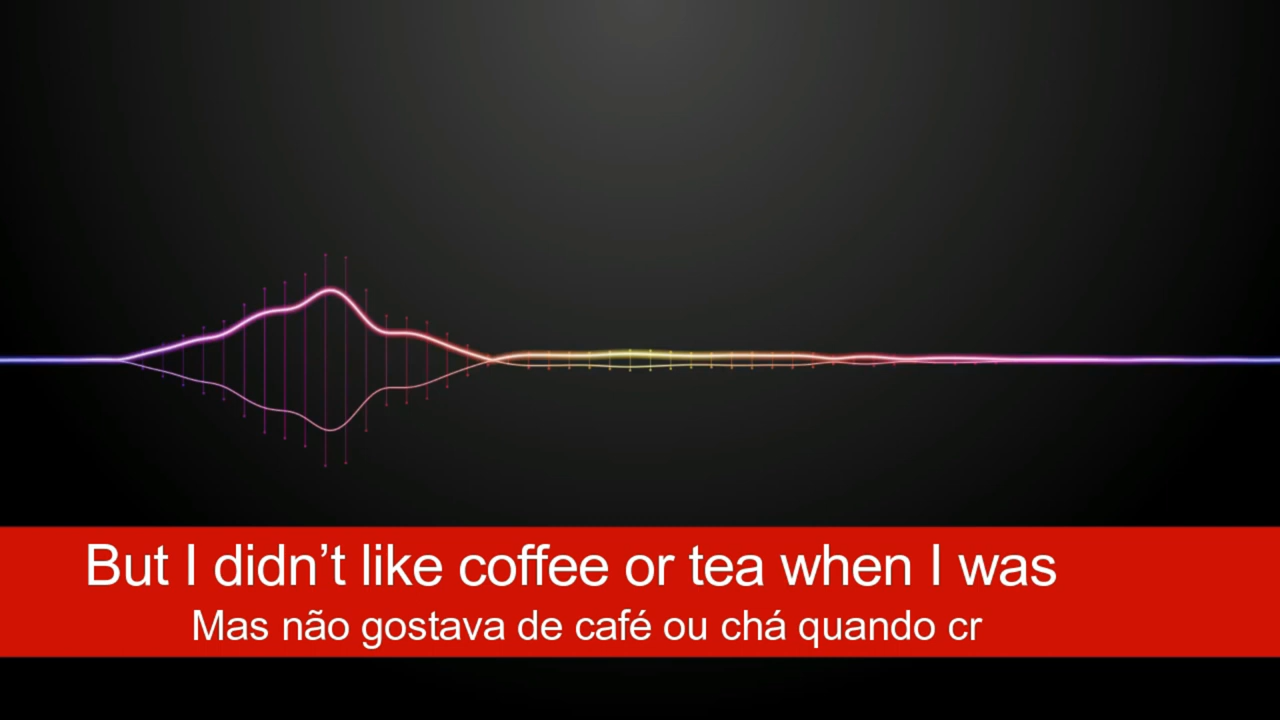 But I didn’t like coffee or tea when I was
Mas não gostava de café ou chá quando cr